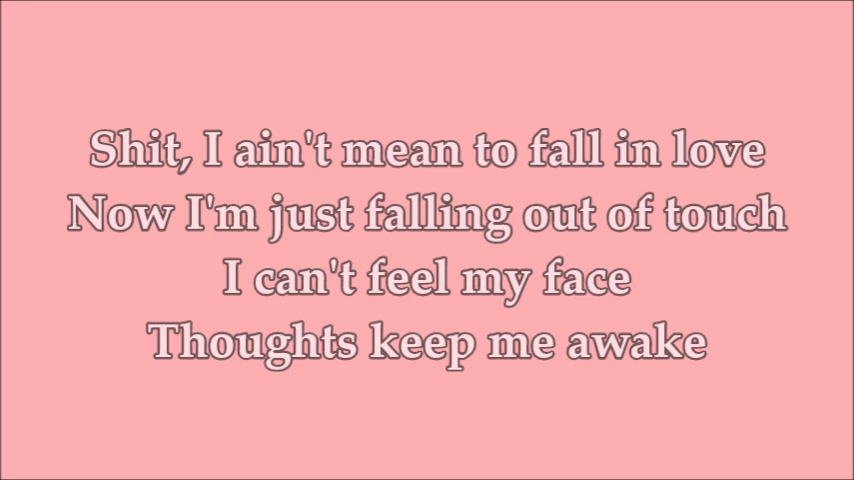 Shit, I ain't mean to fall in love
Now I'm just falling out of touch
I can't feel my face
Thoughts keep me awake